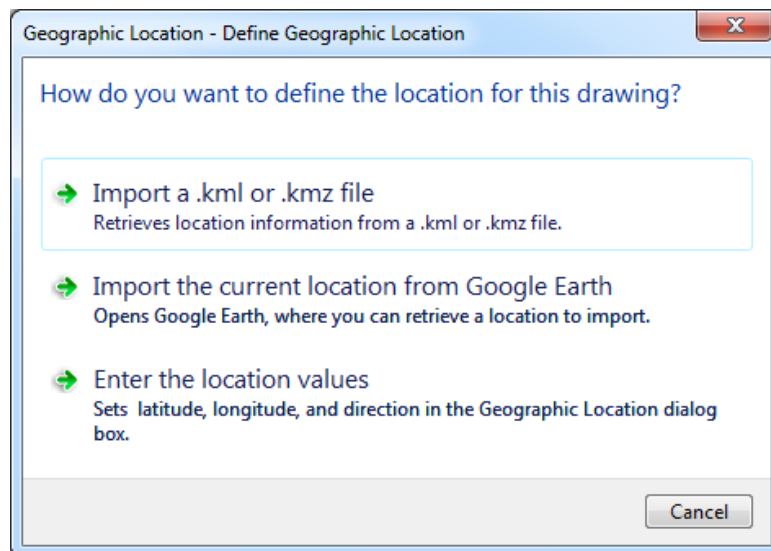 Geographic Location - Define Geographic Location
How do you want to define the location for this drawing?
Import a .kml or .kmz file
Retrieves location information from a .kml or .kmz file.
Import the current location from Google Earth
Opens Google Earth, where you can retrieve a location to import.
Enter the location values
Sets  latitude, longitude, and direction in the Geographic Location dialog
box.
Cancel